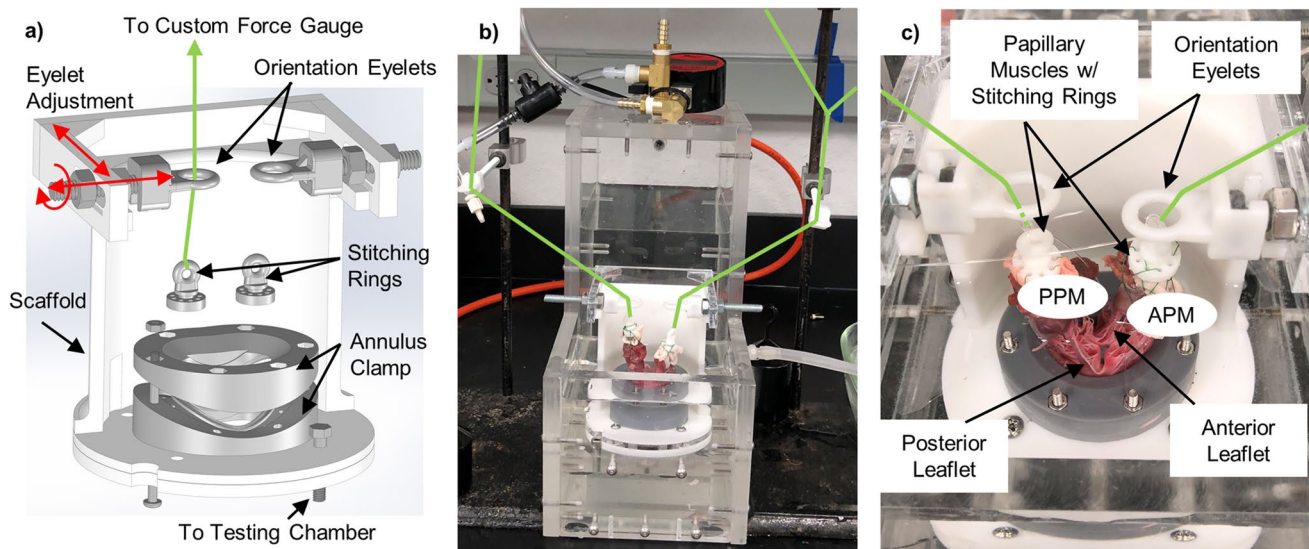 a)
To Custom Force Gauge
Eyelet
Adjustment
Orientation Eyelets
Stitching
Rings
Scaffold
Annulus
Clamp
To Testing Chamber
b)
c)
Papillary
Muscles w/
Stitching Rings
Orientation
Eyelets
PPM
APM
Posterior
Leaflet
Anterior
Leaflet